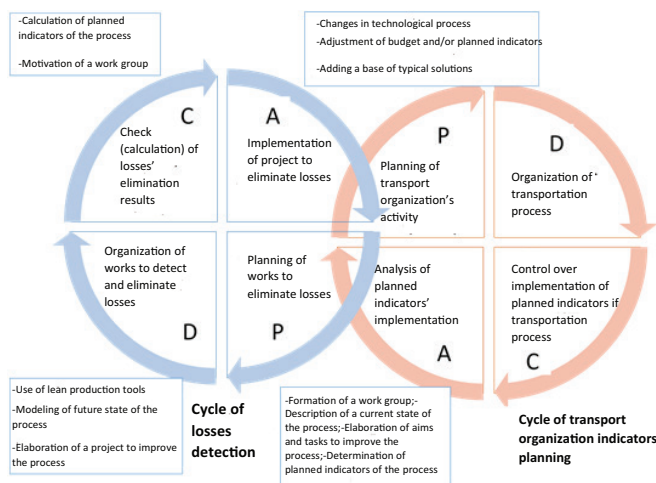 -Calculation of planned
indicators of the process
-Motivation of a work group
-Changes in technological process
-Adjustment of budget and/or planned indicators
-Adding a base of typical solutions
C
Check
(calculation) of
losses'
elimination
results
A
Implementation
of project to
eliminate losses
P
Planning of
transport
organization's
activity
D
Organization of
transportation
process
Organization of
works to detect
and eliminate
losses
D
Planning of
works to
eliminate losses
P
Analysis of
planned
indicators'
implementation
A
Control over
implementation of
planned indicators if
transportation
process
C
-Use of lean production tools
-Modeling of future state of the
process
-Elaboration of a project to improve
the process
Cycle of
losses
detection
-Formation of a work group;-
Description of a current state of
the process;-Elaboration of aims
and tasks to improve the
process;-Determination of
planned indicators of the process
Cycle of transport
organization indicators
planning